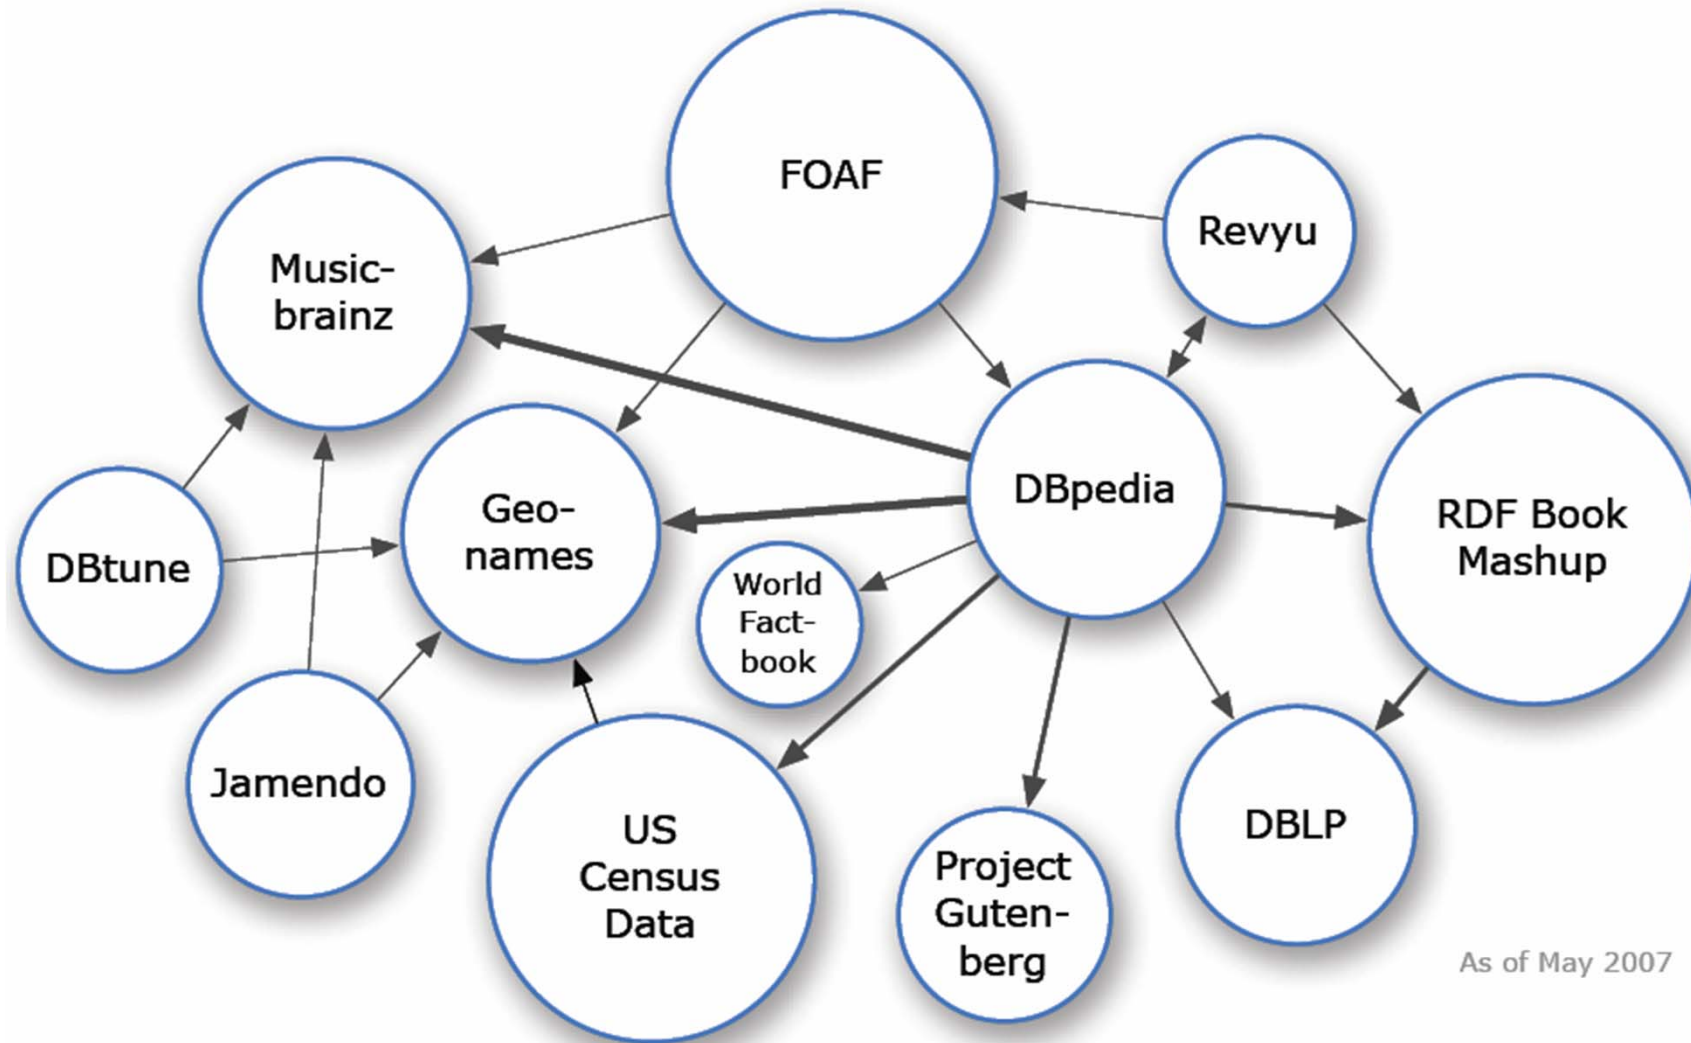 FOAF
Revyu
Music-
brainz
DBpedia
Geo-
names
RDF Book
Mashup
DBtune
World
Fact-
book
Jamendo
US
Census
Data
Project
Guten-
berg
DBLP
As of May 2007